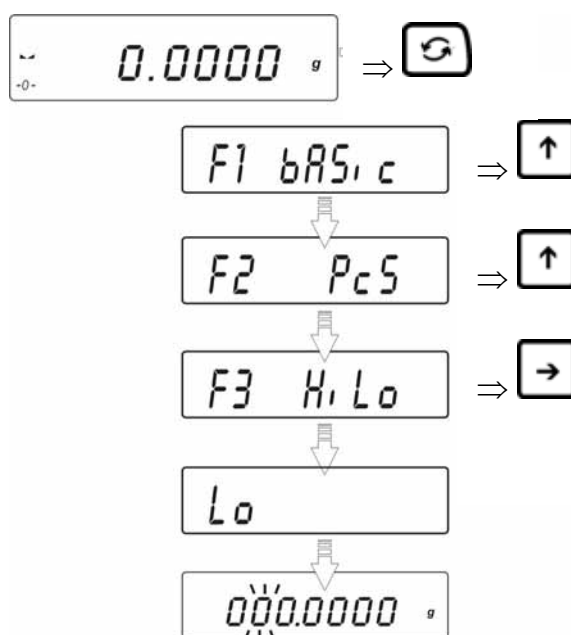 -0- 0.0000 g ⇒
F1 bASic ⇒ ↑
F2 PcS ⇒ ↑
F3 HiLo ⇒ →
Lo
000.0000 g